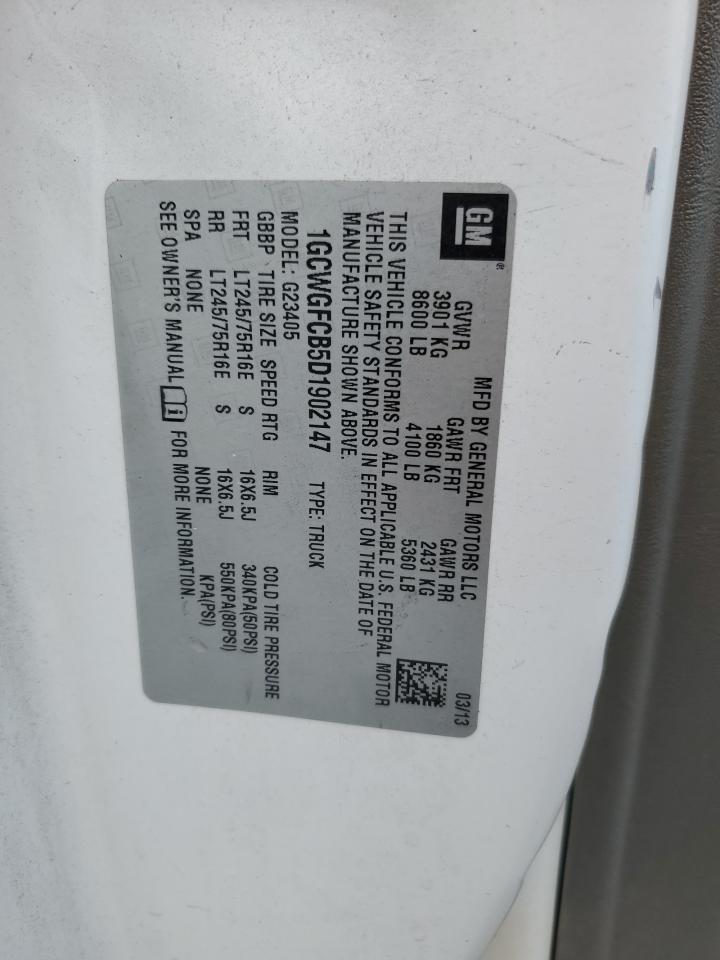 GM®
MFD BY GENERAL MOTORS LLC 03/13
GVWR GAWR FRT GAWR RR
3901 KG 1860 KG 2431 KG
8600 LB 4100 LB 5360 LB
THIS VEHICLE CONFORMS TO ALL APPLICABLE U.S. FEDERAL MOTOR
VEHICLE SAFETY STANDARDS IN EFFECT ON THE DATE OF
MANUFACTURE SHOWN ABOVE.
1GCWGFCB5D1902147 TYPE: TRUCK
MODEL: G23405
GBBP TIRE SIZE SPEED RTG RIM COLD TIRE PRESSURE
FRT LT245/75R16E S 16X6.5J 340KPA(50PSI)
RR LT245/75R16E S 16X6.5J 550KPA(80PSI)
SPA NONE NONE KPA(PSI)
SEE OWNER'S MANUAL FOR MORE INFORMATION.